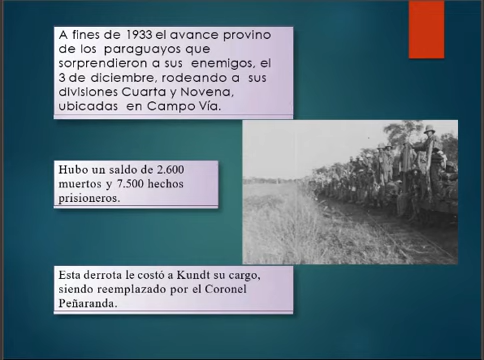 A fines de 1933 el avance provino
de los paraguayos que
sorprendieron a sus enemigos, el
3 de diciembre, rodeando a sus
divisiones Cuarta y Novena,
ubicadas en Campo Vía.
Hubo un saldo de 2.600
muertos y 7.500 hechos
prisioneros.
Esta derrota le costó a Kundt su cargo,
siendo reemplazado por el Coronel
Peñaranda.